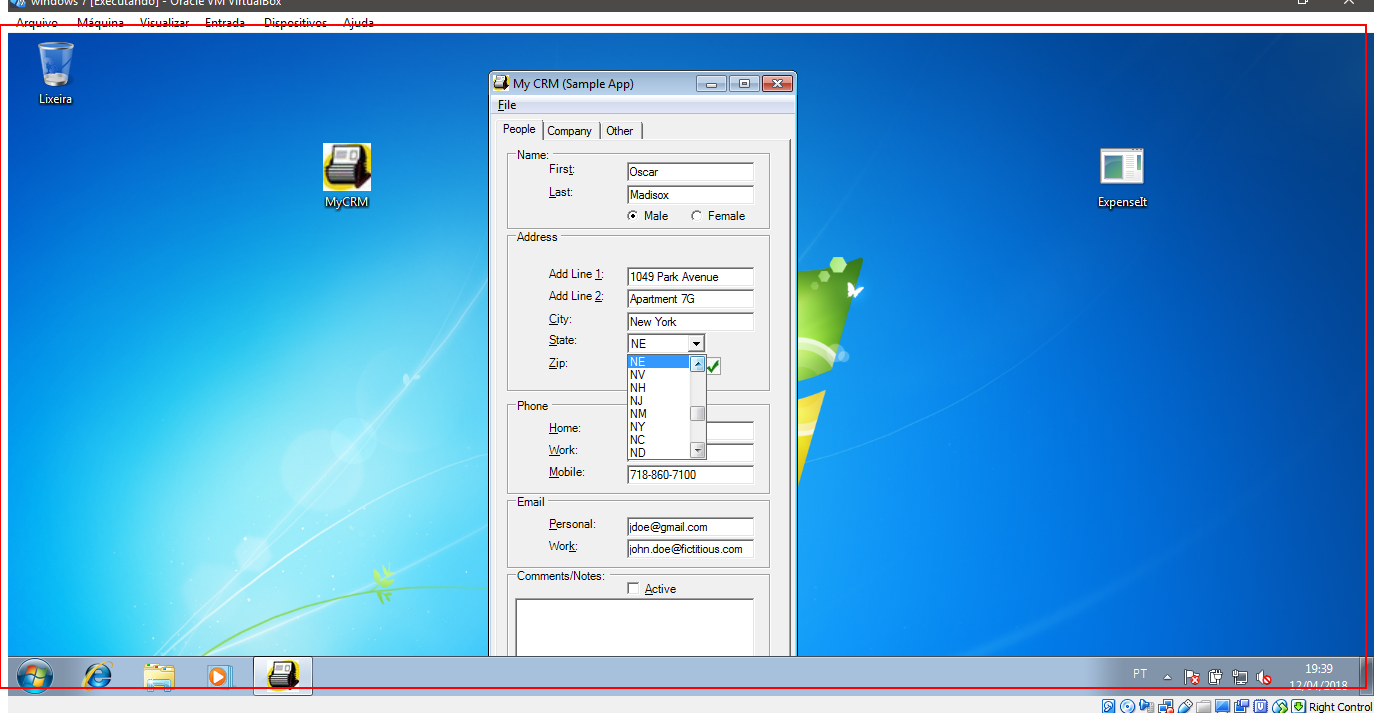 windows 7 [Executando] - Oracle VM VirtualBox
Arquivo Máquina Visualizar Entrada Dispositivos Ajuda
Lixeira
My CRM (Sample App)
File
People Company Other
Name:
First: Oscar
Last: Madisox
Male Female
MyCRM
ExpenseIt
Address
Add Line 1: 1049 Park Avenue
Add Line 2: Apartment 7G
City: New York
State: NE
Zip:
NE
NV
NH
NJ
NM
NY
NC
ND
Phone
Home:
Work:
Mobile: 718-860-7100
Email
Personal: jdoe@gmail.com
Work: john.doe@fictitious.com
Comments/Notes:
Active
PT
19:39
12/04/2018
Right Control